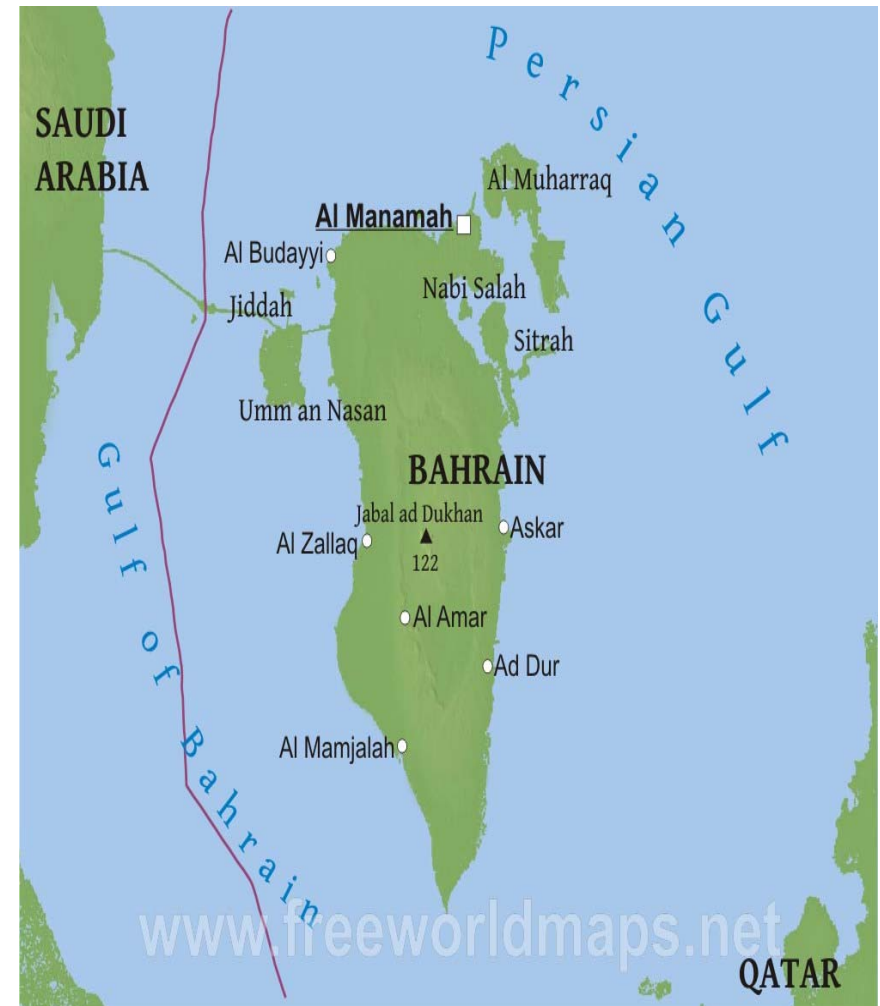 Persian Gulf
SAUDI
ARABIA
Al Muharraq
Al Manamah
Al Budayyi
Nabi Salah
Jiddah
Sitrah
Umm an Nasan
BAHRAIN
Jabal ad Dukhan
122
Askar
Al Zallaq
Al Amar
Ad Dur
Al Mamjalah
Gulf of Bahrain
www.freeworldmaps.net
QATAR